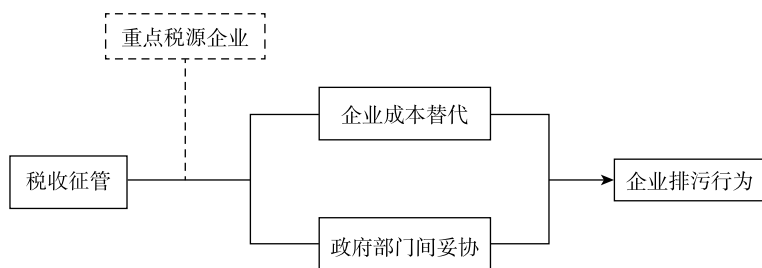 重点税源企业
企业成本替代
税收征管
企业排污行为
政府部门间妥协